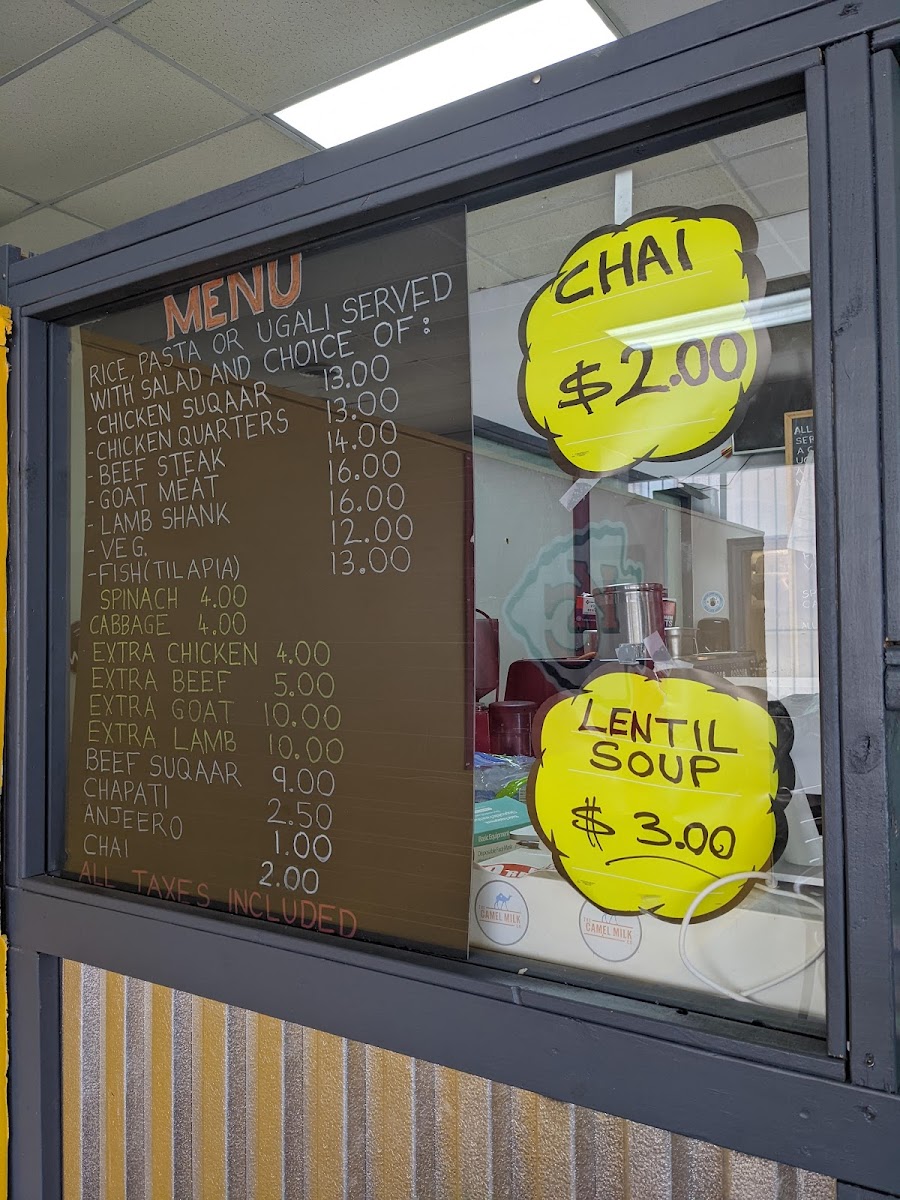 MENU
RICE PASTA OR UGALI SERVED
WITH SALAD AND CHOICE OF:
- CHICKEN SUQAAR 13.00
- CHICKEN QUARTERS 13.00
- BEEF STEAK 14.00
- GOAT MEAT 16.00
- LAMB SHANK 16.00
- VEG. 12.00
- FISH (TILAPIA) 13.00
SPINACH 4.00
CABBAGE 4.00
EXTRA CHICKEN 4.00
EXTRA BEEF 5.00
EXTRA GOAT 10.00
EXTRA LAMB 10.00
BEEF SUQAAR 9.00
CHAPATI 2.50
ANJEERO 1.00
CHAI 2.00
ALL TAXES INCLUDED
CHAI
$ 2.00
LENTIL
SOUP
$ 3.00
CAMEL MILK
CAMEL MILK